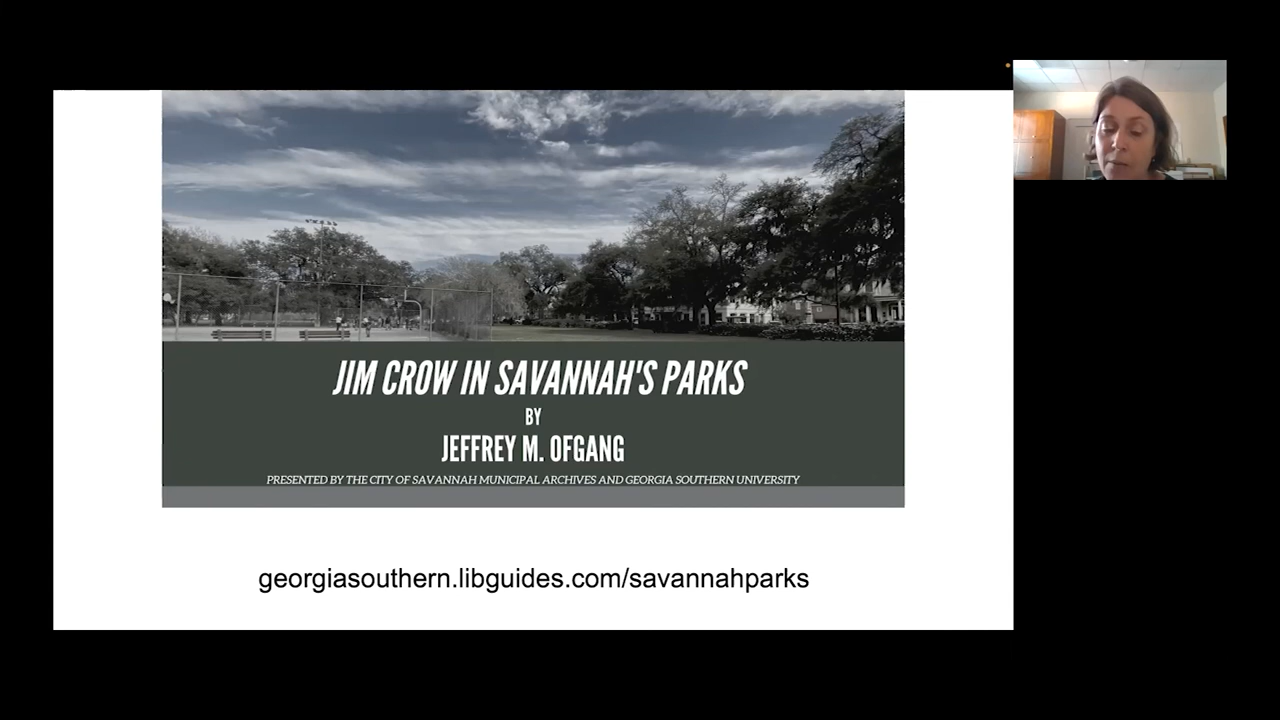 JIM CROW IN SAVANNAH'S PARKS
BY
JEFFREY M. OFGANG
PRESENTED BY THE CITY OF SAVANNAH MUNICIPAL ARCHIVES AND GEORGIA SOUTHERN UNIVERSITY
georgiasouthern.libguides.com/savannahparks